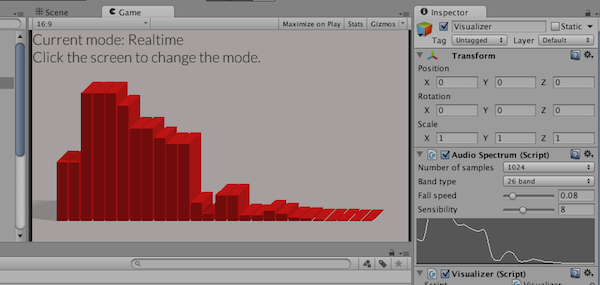 Scene
Game
Inspector
16:9
Maximize on Play
Stats
Gizmos
Current mode: Realtime
Click the screen to change the mode.
Visualizer
Static
Tag
Untagged
Layer
Default
Transform
Position
X 0 Y 0 Z 0
Rotation
X 0 Y 0 Z 0
Scale
X 1 Y 1 Z 1
Audio Spectrum (Script)
Number of samples
1024
Band type
26 band
Fall speed
0.08
Sensibility
8
Visualizer (Script)
Script
Visualizer